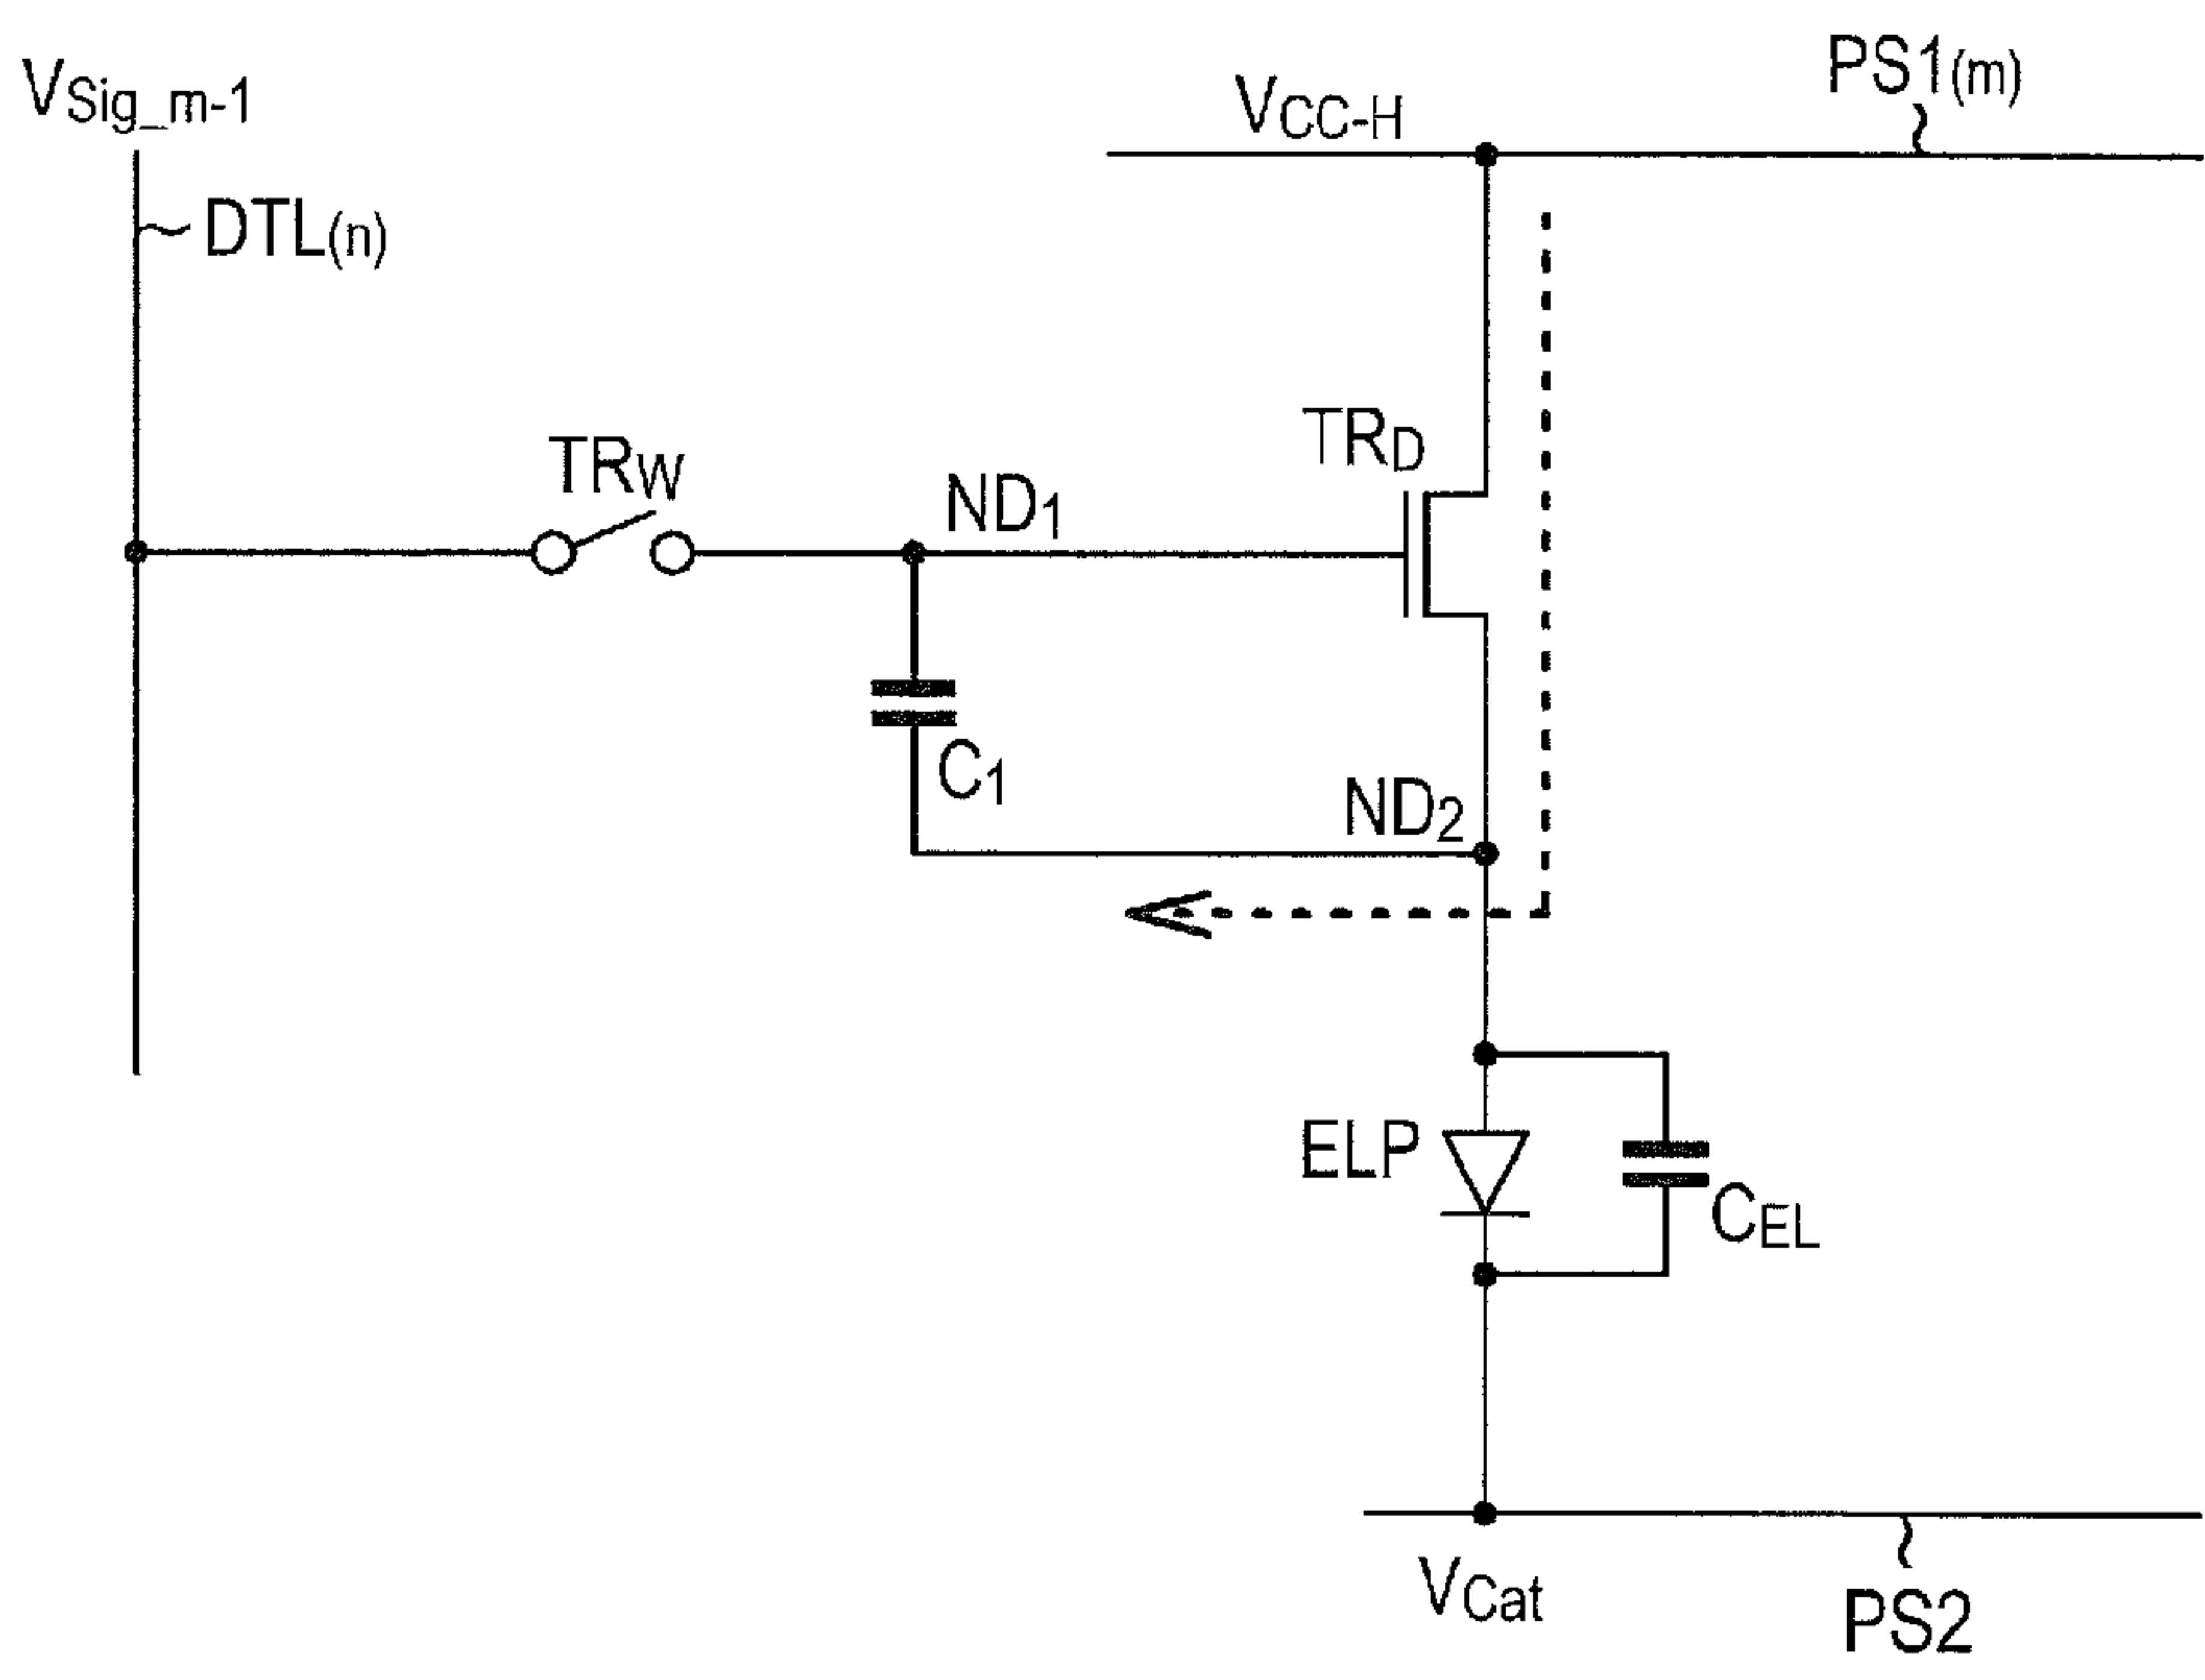 VSig_m-1
VCC-H
PS1(m)
DTL(n)
TRW
ND1
TRD
C1
ND2
ELP
CEL
VCat
PS2